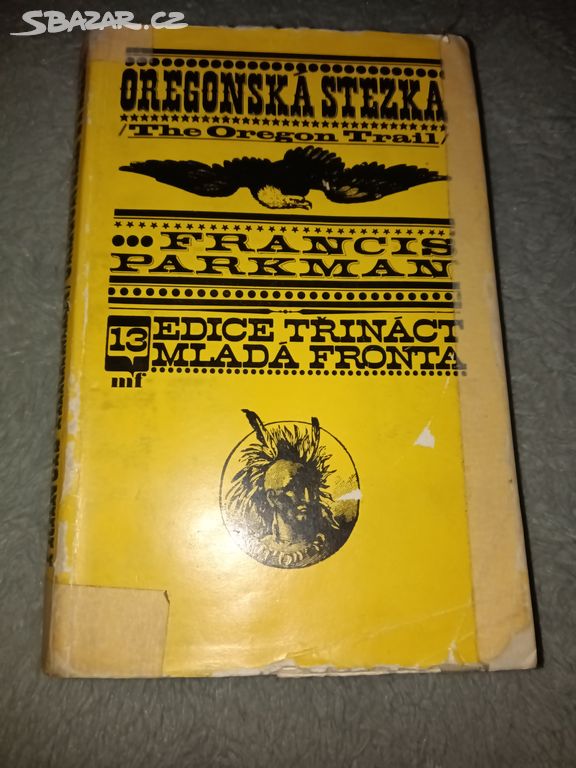 SBAZAR.CZ
OREGONSKÁ STEZKA
/The Oregon Trail/
FRANCIS
PARKMAN
13 EDICE TŘINÁCT
MLADÁ FRONTA
mf